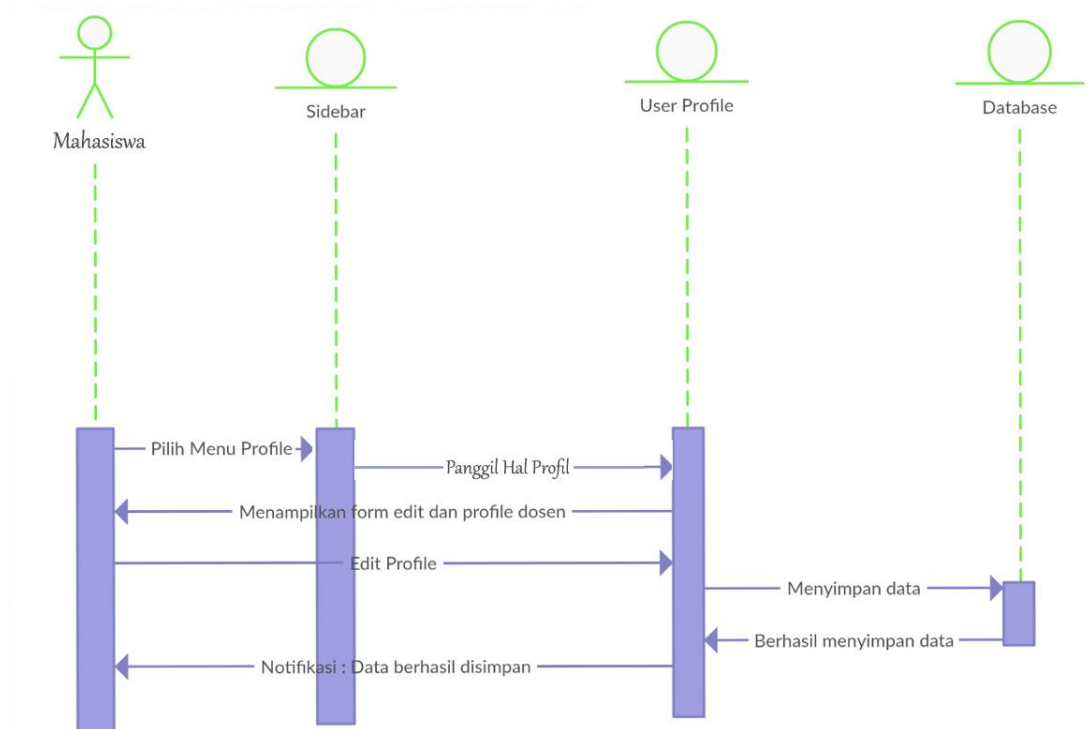 Mahasiswa
Sidebar
User Profile
Database
Pilih Menu Profile
Panggil Hal Profil
Menampilkan form edit dan profile dosen
Edit Profile
Menyimpan data
Berhasil menyimpan data
Notifikasi : Data berhasil disimpan